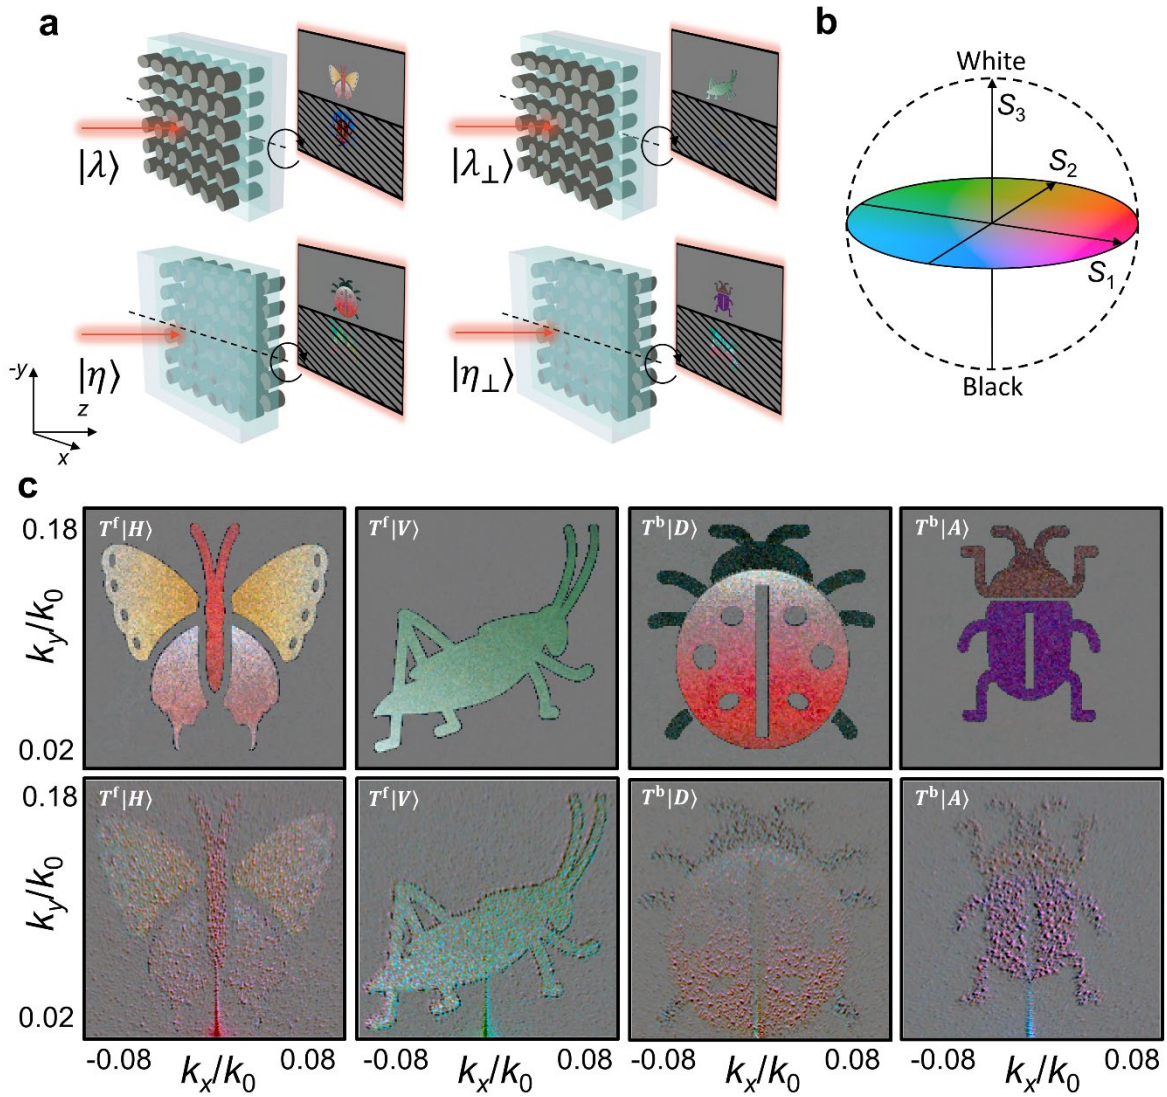 a
|λ⟩
|λ⊥⟩
|η⟩
|η⊥⟩
-y
z
x
b
White
S3
S2
S1
Black
c
0.18
ky/k0
0.02
Tᶠ|H⟩
Tᶠ|V⟩
Tᵇ|D⟩
Tᵇ|A⟩
0.18
ky/k0
0.02
Tᶠ|H⟩
Tᶠ|V⟩
Tᵇ|D⟩
Tᵇ|A⟩
-0.08 0.08 -0.08 0.08 -0.08 0.08 -0.08 0.08
kx/k0 kx/k0 kx/k0 kx/k0